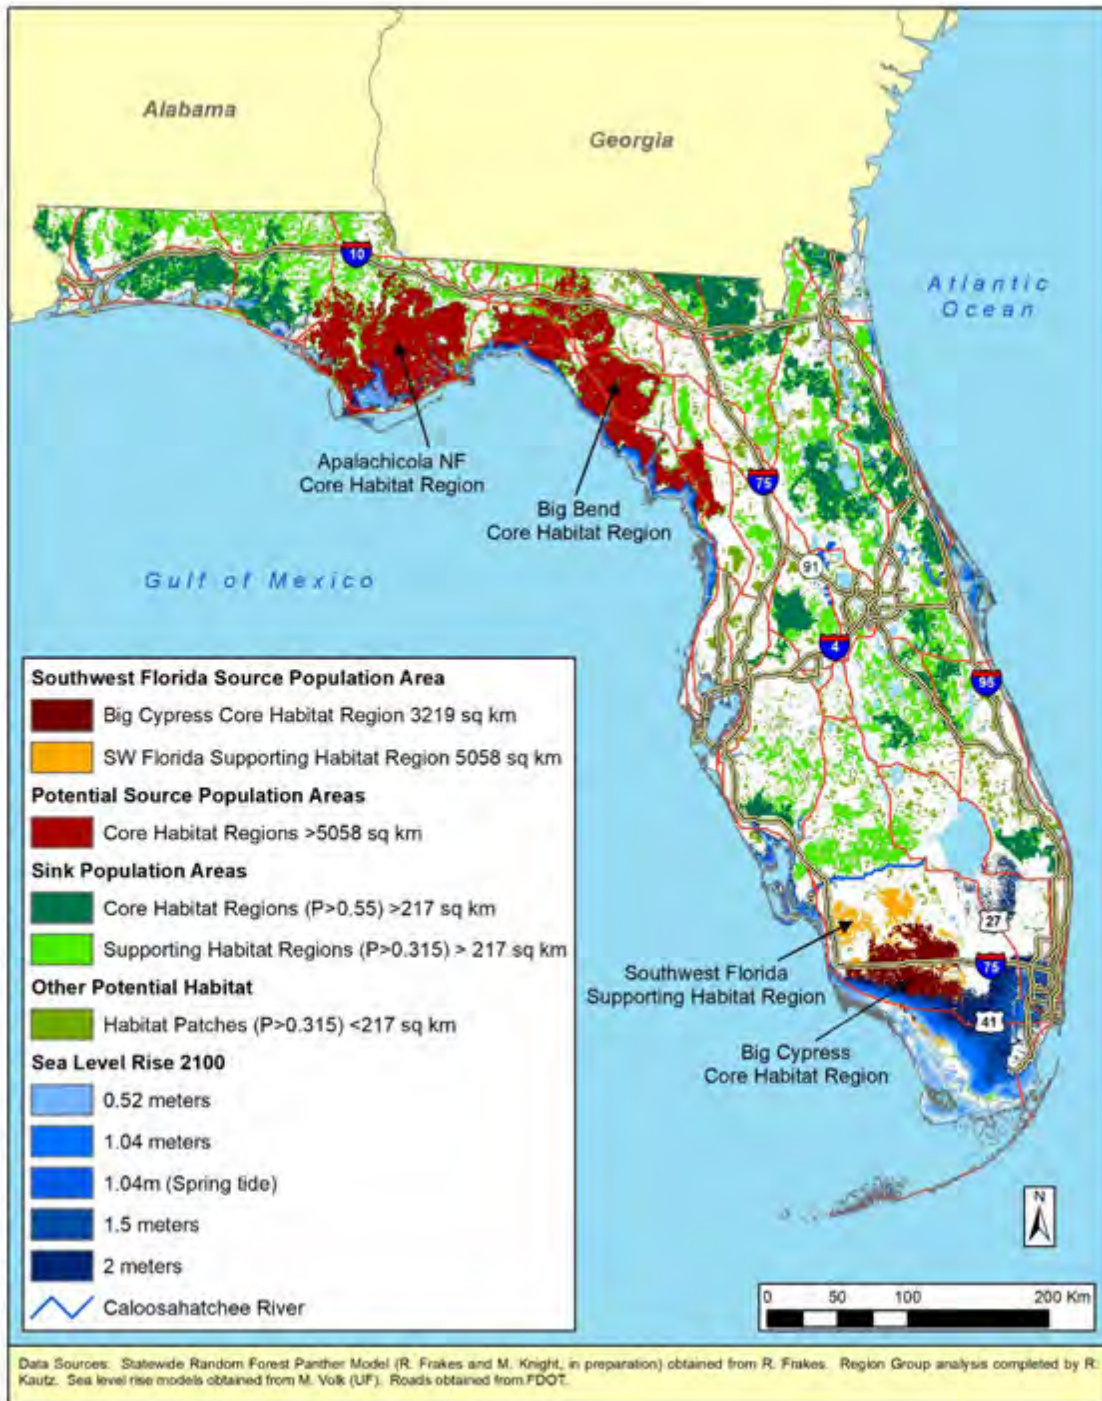 Alabama
Georgia
10
Atlantic
Ocean
Apalachicola NF
Core Habitat Region
75
Big Bend
Core Habitat Region
91
Gulf of Mexico
4
95
Southwest Florida Source Population Area
Big Cypress Core Habitat Region 3219 sq km
SW Florida Supporting Habitat Region 5058 sq km
Potential Source Population Areas
Core Habitat Regions >5058 sq km
Sink Population Areas
Core Habitat Regions (P>0.55) >217 sq km
Supporting Habitat Regions (P>0.315) > 217 sq km
Other Potential Habitat
Habitat Patches (P>0.315) <217 sq km
Sea Level Rise 2100
0.52 meters
1.04 meters
1.04m (Spring tide)
1.5 meters
2 meters
Caloosahatchee River
27
Southwest Florida
Supporting Habitat Region
75
41
Big Cypress
Core Habitat Region
N
0 50 100 200 Km
Data Sources: Statewide Random Forest Panther Model (R. Frakes and M. Knight, in preparation) obtained from R. Frakes. Region Group analysis completed by R.
Kautz. Sea level rise models obtained from M. Volk (UF). Roads obtained from FDOT.